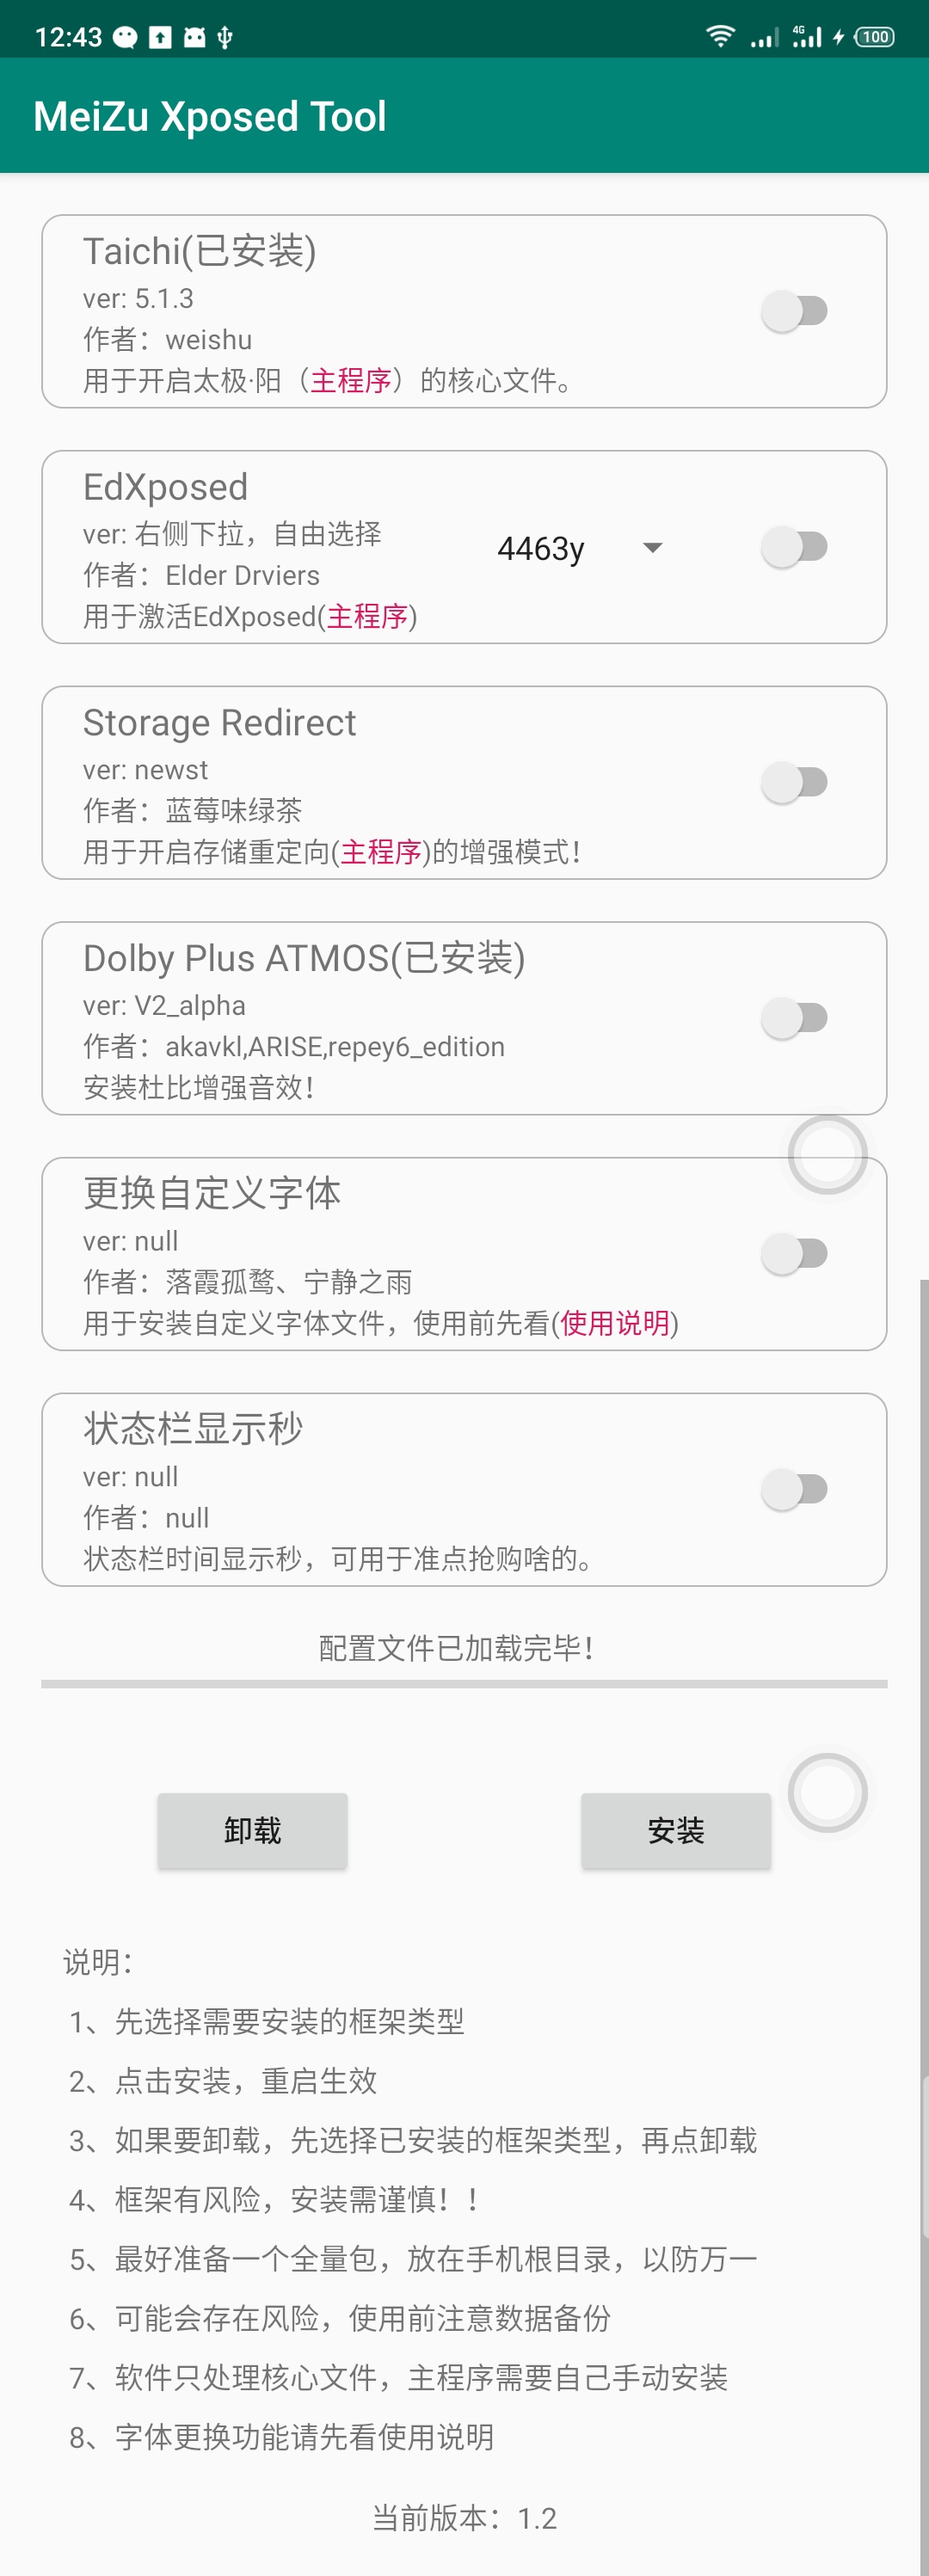 12:43
4G
100
MeiZu Xposed Tool
Taichi(已安装)
ver: 5.1.3
作者：weishu
用于开启太极·阳（主程序）的核心文件。
EdXposed
ver: 右侧下拉，自由选择
4463y
作者：Elder Drviers
用于激活EdXposed(主程序)
Storage Redirect
ver: newst
作者：蓝莓味绿茶
用于开启存储重定向(主程序)的增强模式！
Dolby Plus ATMOS(已安装)
ver: V2_alpha
作者：akavkl,ARISE,repey6_edition
安装杜比增强音效！
更换自定义字体
ver: null
作者：落霞孤鹜、宁静之雨
用于安装自定义字体文件，使用前先看(使用说明)
状态栏显示秒
ver: null
作者：null
状态栏时间显示秒，可用于准点抢购啥的。
配置文件已加载完毕！
卸载
安装
说明：
1、先选择需要安装的框架类型
2、点击安装，重启生效
3、如果要卸载，先选择已安装的框架类型，再点卸载
4、框架有风险，安装需谨慎！！
5、最好准备一个全量包，放在手机根目录，以防万一
6、可能会存在风险，使用前注意数据备份
7、软件只处理核心文件，主程序需要自己手动安装
8、字体更换功能请先看使用说明
当前版本：1.2